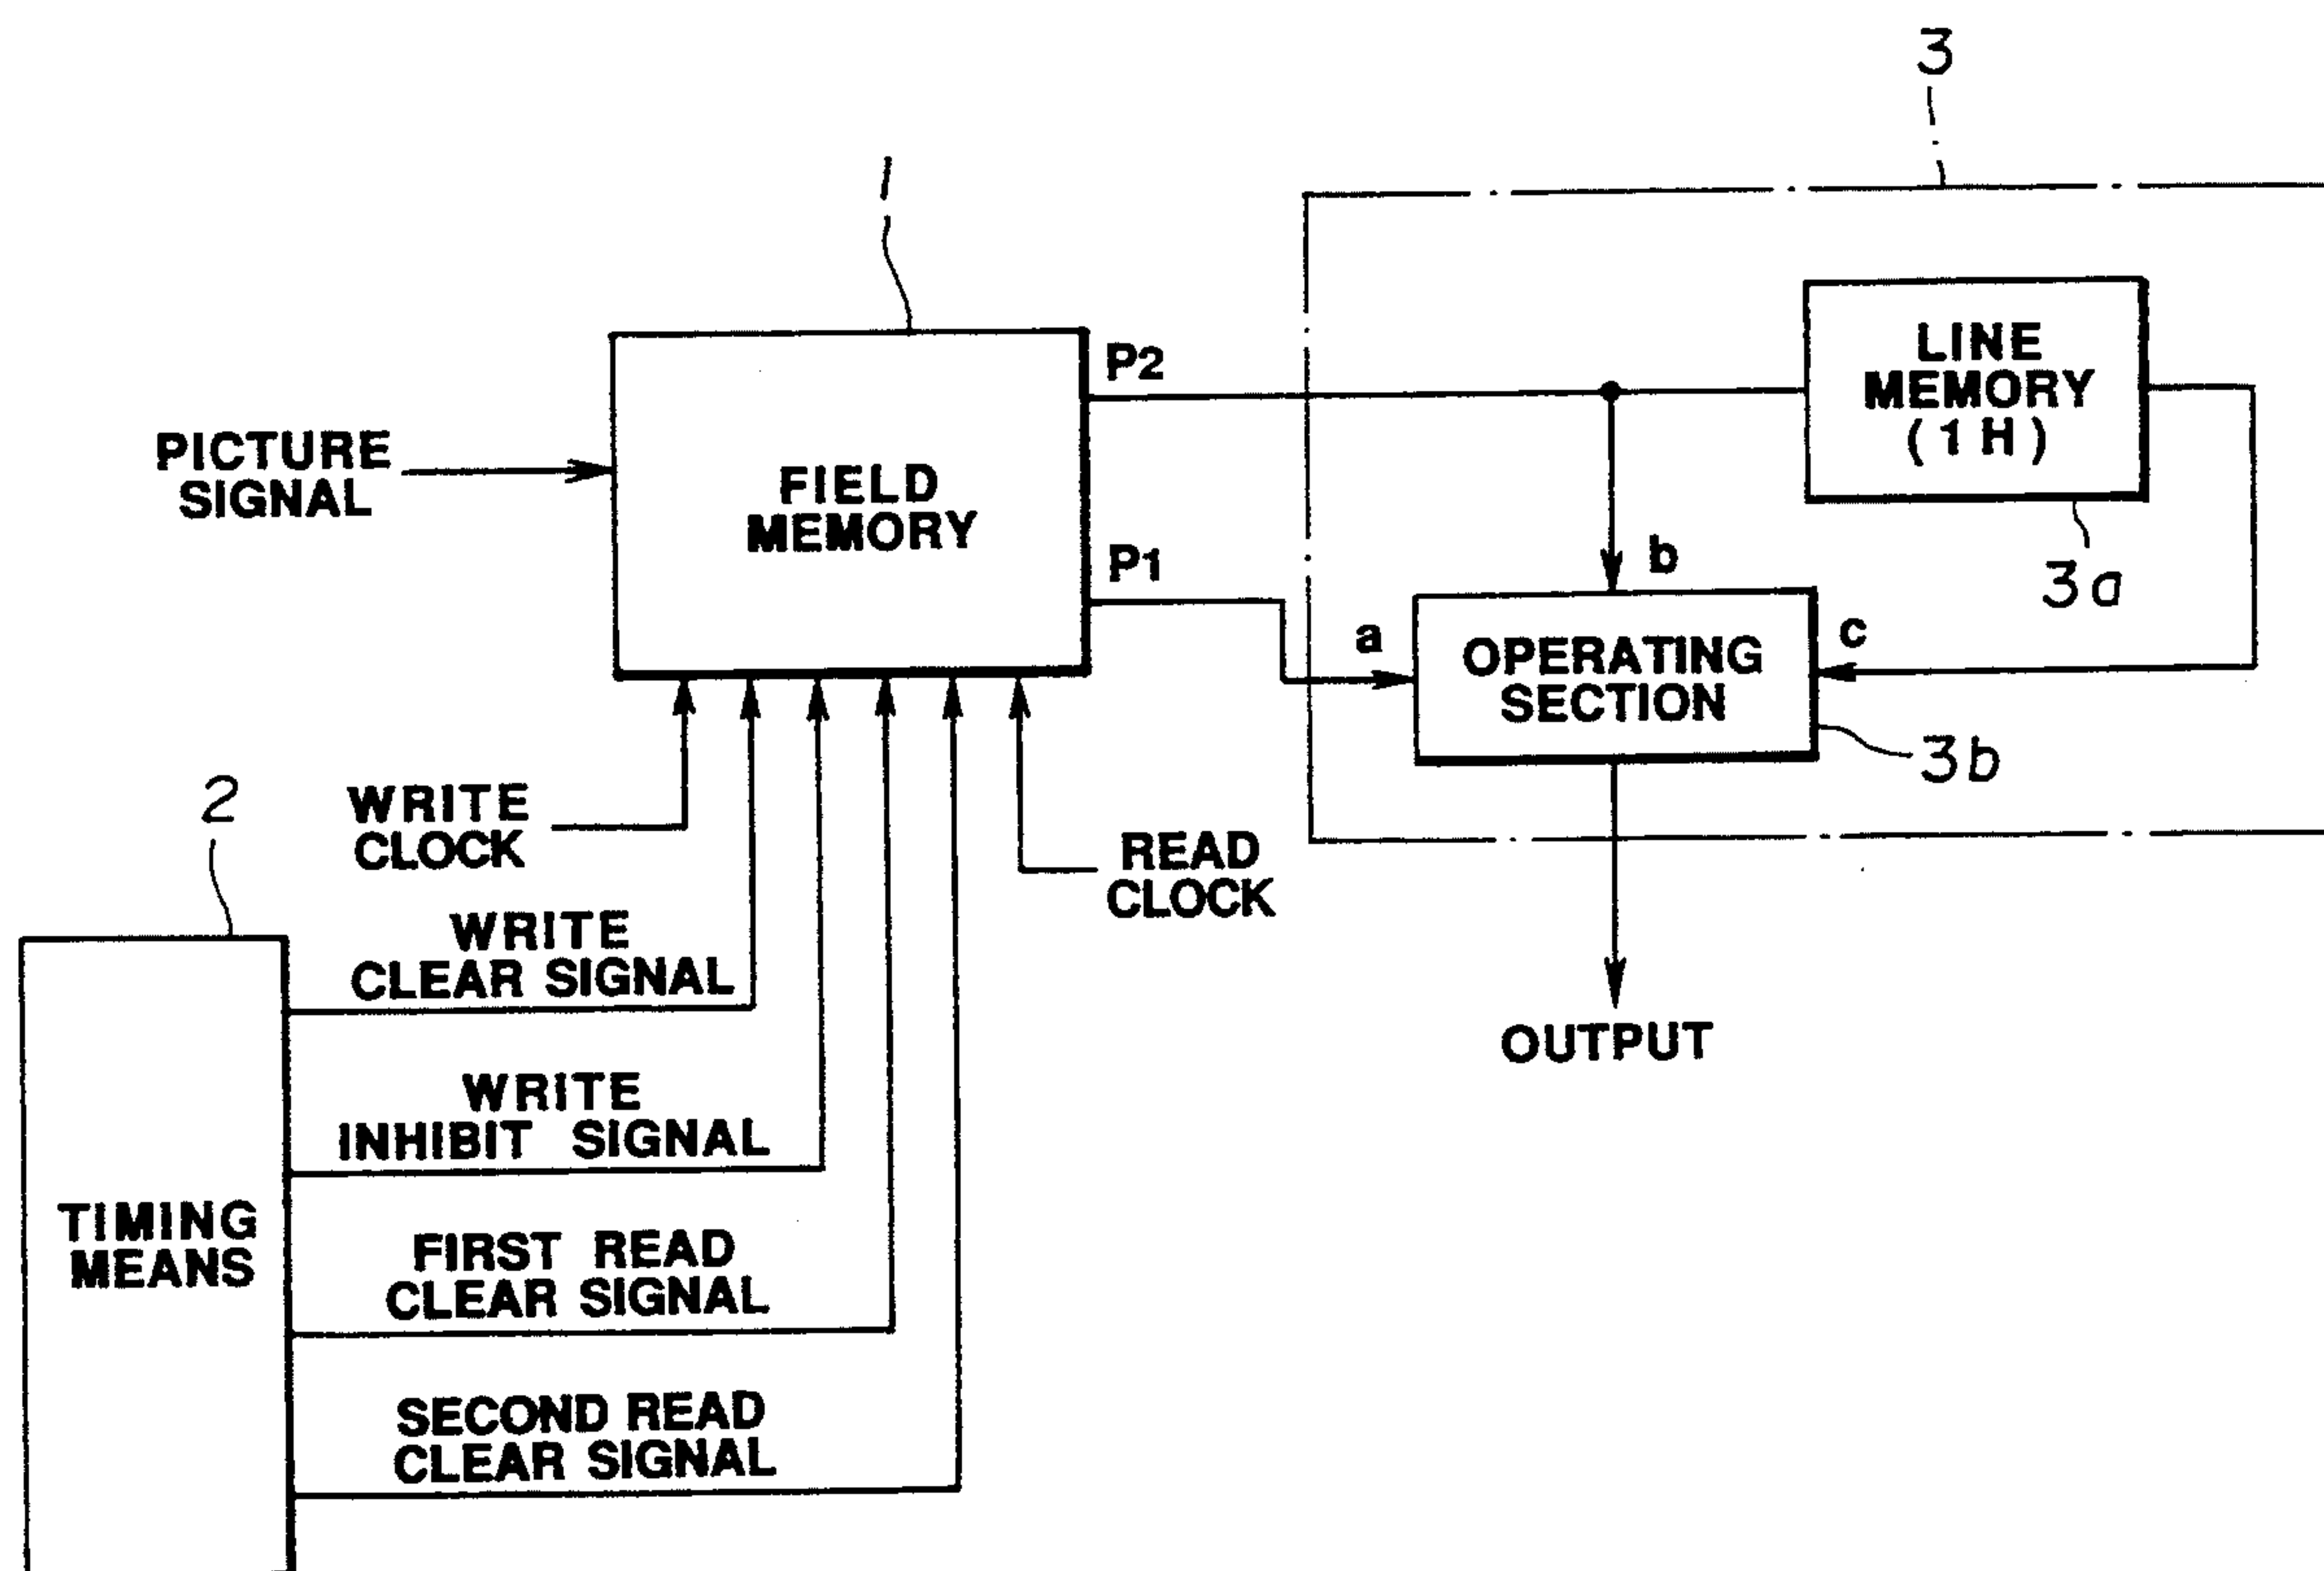 3
1
P2
LINE
MEMORY
(1H)
PICTURE
SIGNAL
FIELD
MEMORY
P1
b
3a
a
c
OPERATING
SECTION
3b
WRITE
CLOCK
READ
CLOCK
2
WRITE
CLEAR SIGNAL
OUTPUT
WRITE
INHIBIT SIGNAL
TIMING
MEANS
FIRST READ
CLEAR SIGNAL
SECOND READ
CLEAR SIGNAL